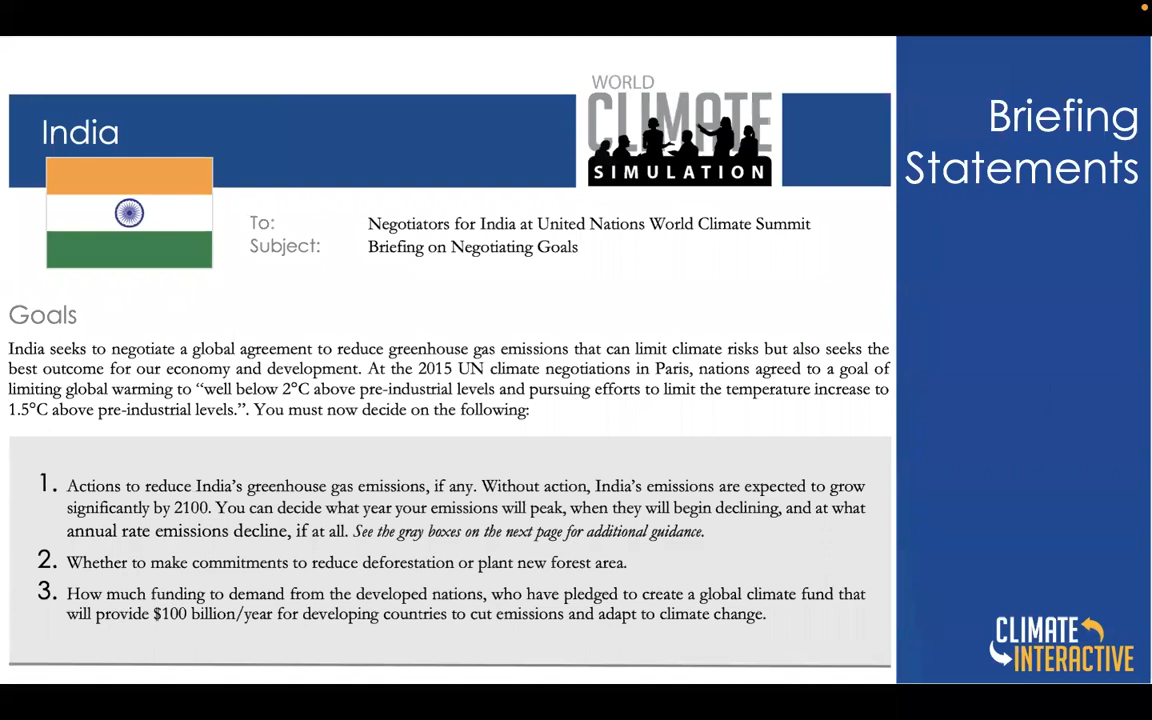 India
WORLD
CLIMATE
SIMULATION
Briefing
Statements
To: Negotiators for India at United Nations World Climate Summit
Subject: Briefing on Negotiating Goals
Goals
India seeks to negotiate a global agreement to reduce greenhouse gas emissions that can limit climate risks but also seeks the
best outcome for our economy and development. At the 2015 UN climate negotiations in Paris, nations agreed to a goal of
limiting global warming to “well below 2°C above pre-industrial levels and pursuing efforts to limit the temperature increase to
1.5°C above pre-industrial levels.”. You must now decide on the following:
1. Actions to reduce India’s greenhouse gas emissions, if any. Without action, India’s emissions are expected to grow
significantly by 2100. You can decide what year your emissions will peak, when they will begin declining, and at what
annual rate emissions decline, if at all. See the gray boxes on the next page for additional guidance.
2. Whether to make commitments to reduce deforestation or plant new forest area.
3. How much funding to demand from the developed nations, who have pledged to create a global climate fund that
will provide $100 billion/year for developing countries to cut emissions and adapt to climate change.
CLIMATE
INTERACTIVE